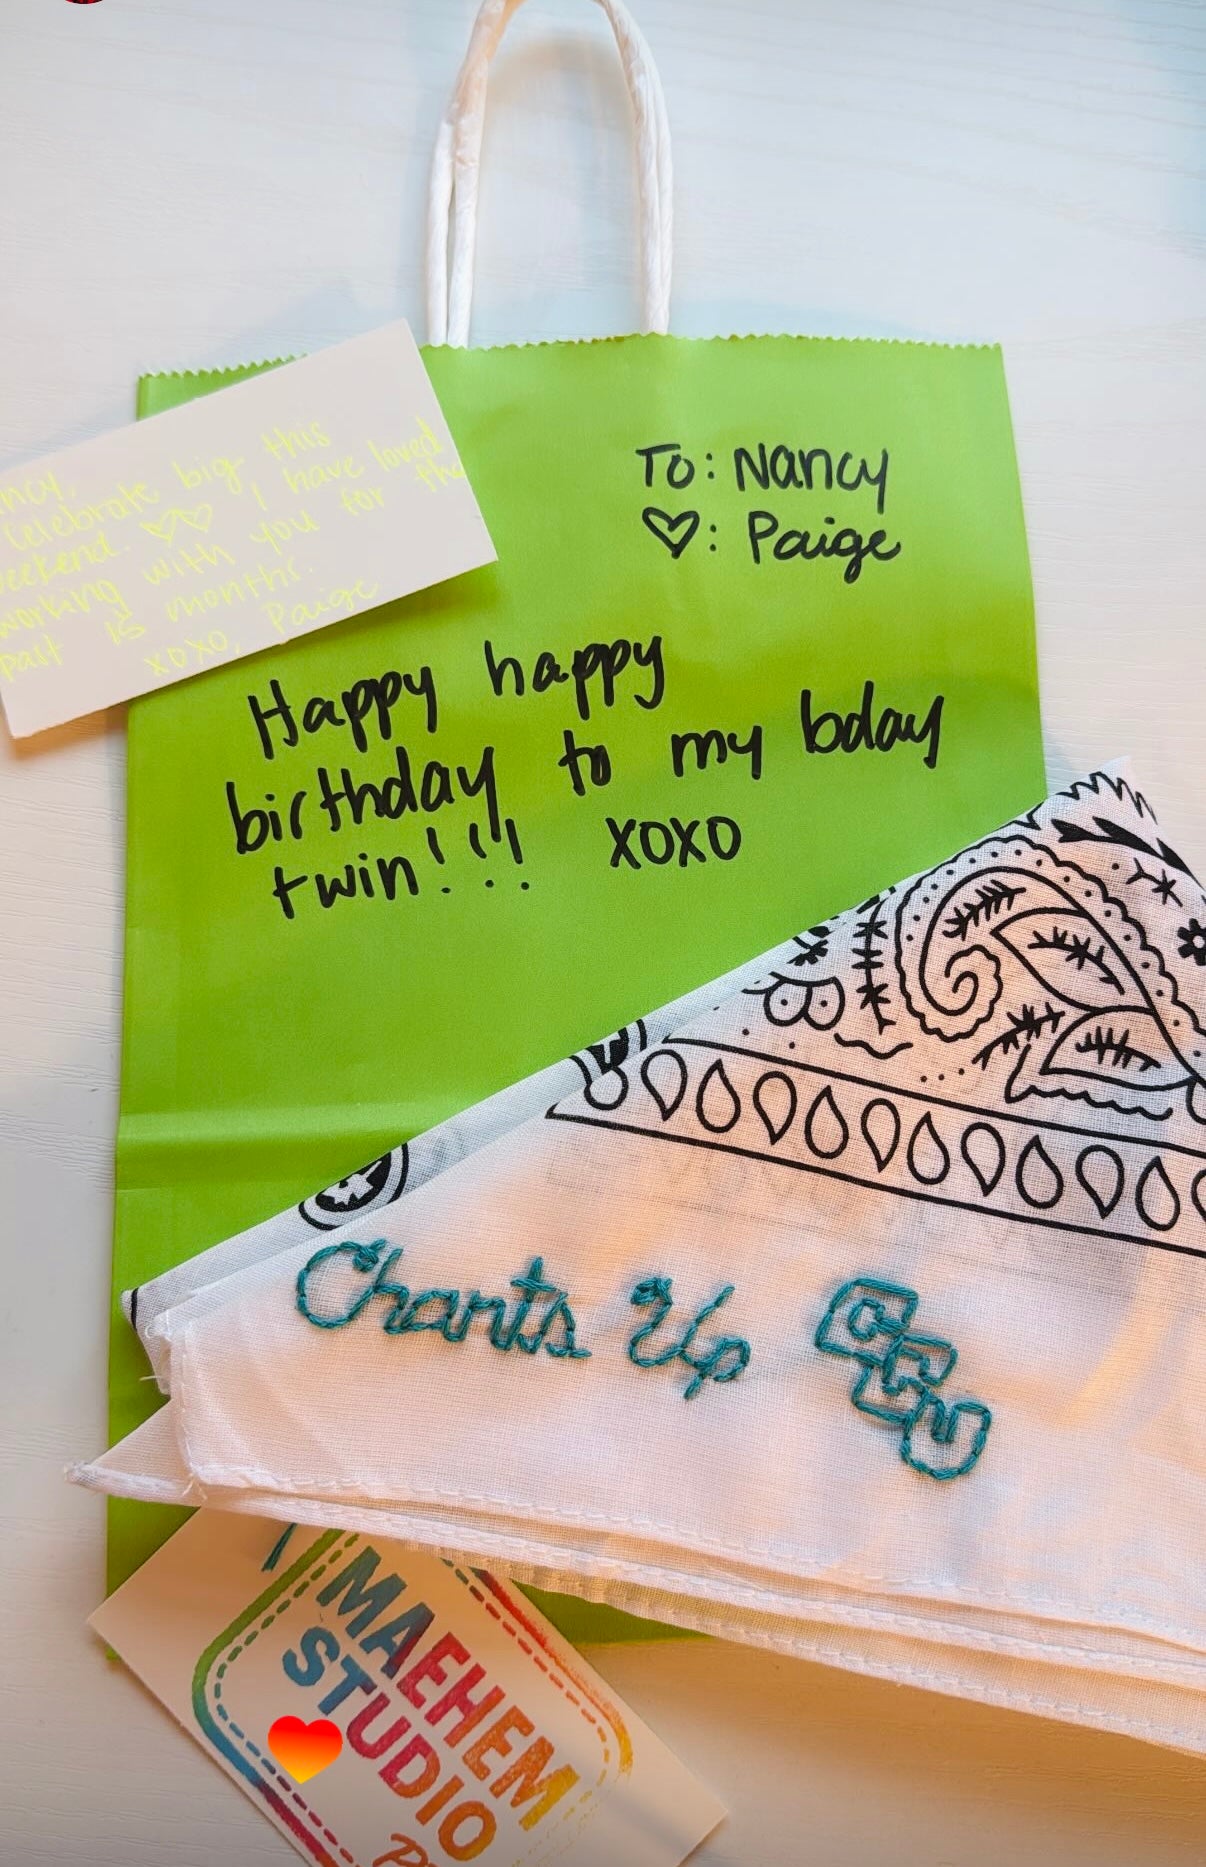 To: Nancy
♡: Paige
ncy,
Celebrate big this
weekend. ♡♡ I have loved
working with you for the
past 15 months.
xoxo, Paige
Happy happy
birthday to my bday
twin!!! xoxo
Chants Up CCU
MAEHEM
STUDIO